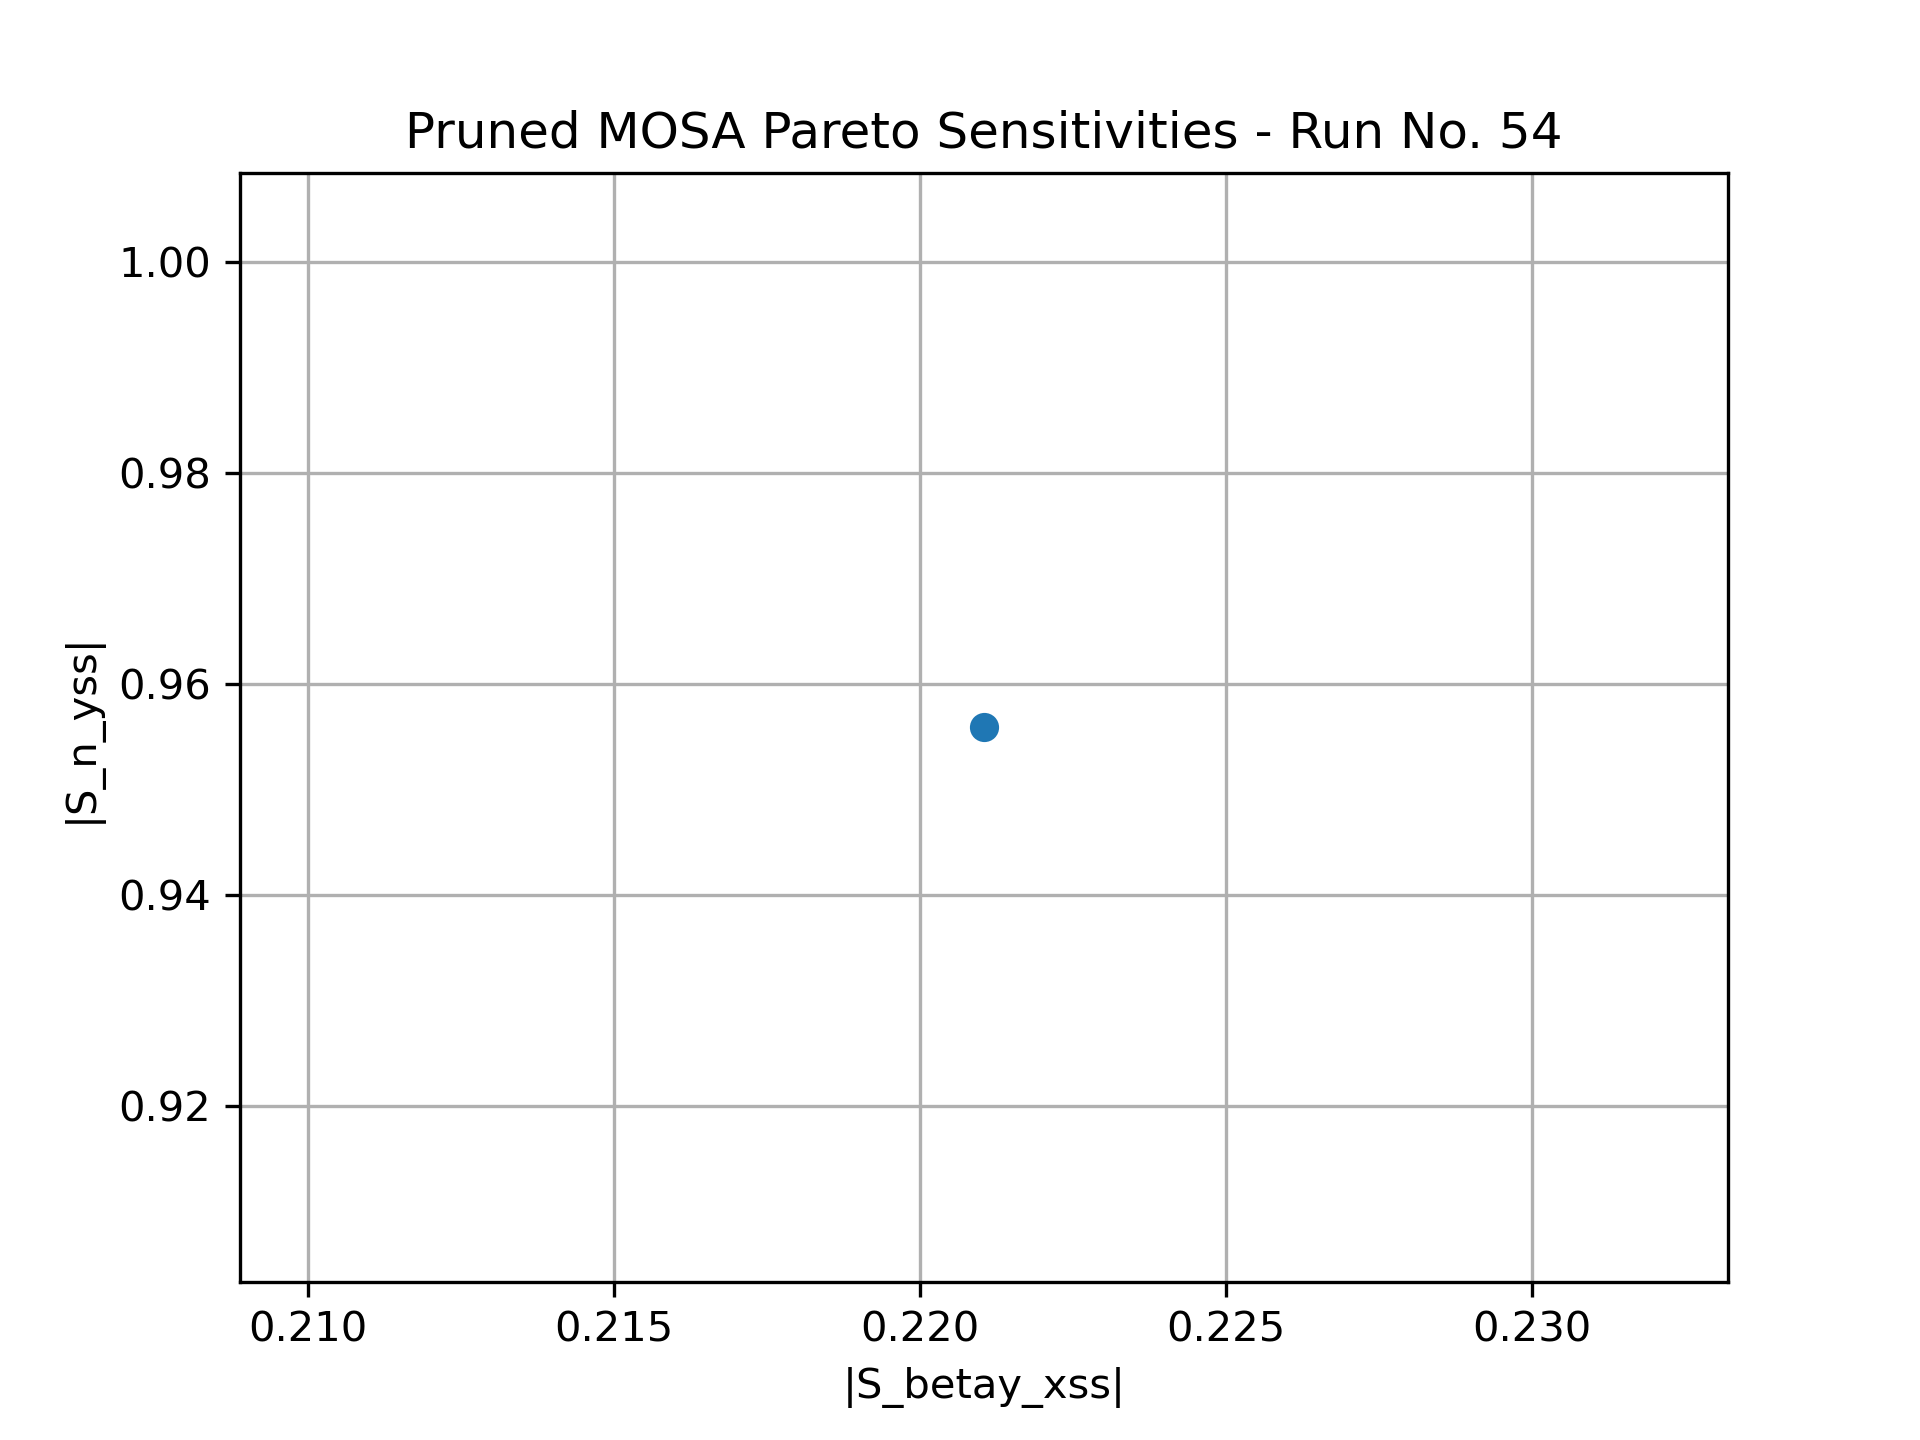 Pruned MOSA Pareto Sensitivities - Run No. 54
1.00
0.98
0.96
0.94
0.92
|S_n_yss|
0.210 0.215 0.220 0.225 0.230
|S_betay_xss|